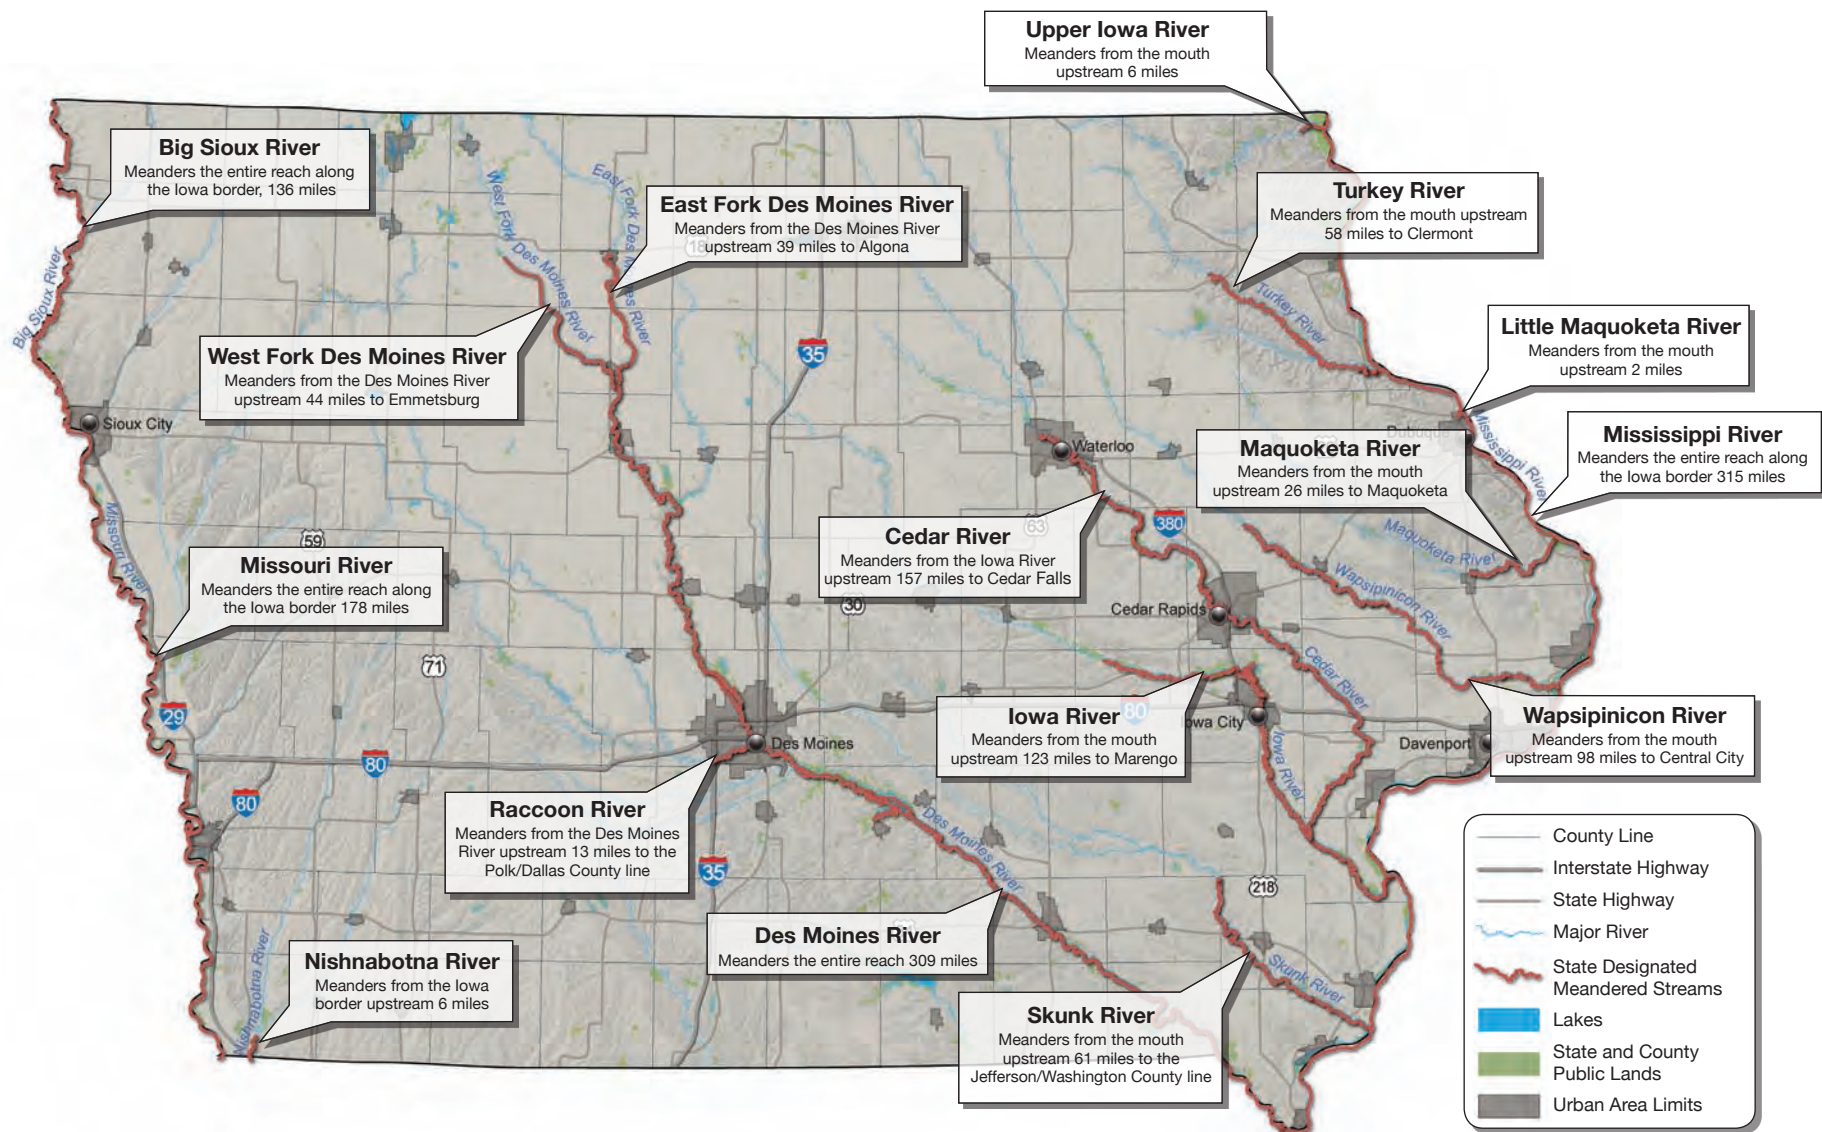 Upper Iowa River
Meanders from the mouth
upstream 6 miles
Big Sioux River
Meanders the entire reach along
the Iowa border, 136 miles
East Fork Des Moines River
Meanders from the Des Moines River
upstream 39 miles to Algona
Turkey River
Meanders from the mouth upstream
58 miles to Clermont
West Fork Des Moines River
East Fork Des Moines River
18
Big Sioux River
Turkey River
Little Maquoketa River
Meanders from the mouth
upstream 2 miles
West Fork Des Moines River
Meanders from the Des Moines River
upstream 44 miles to Emmetsburg
35
Sioux City
Waterloo
Dubuque
Mississippi River
Maquoketa River
Meanders from the mouth
upstream 26 miles to Maquoketa
Mississippi River
Meanders the entire reach along
the Iowa border 315 miles
Missouri River
59
63
380
Cedar River
Meanders from the Iowa River
upstream 157 miles to Cedar Falls
Maquoketa River
Wapsipinicon River
Missouri River
Meanders the entire reach along
the Iowa border 178 miles
30
Cedar Rapids
71
Cedar River
29
Iowa River
Meanders from the mouth
upstream 123 miles to Marengo
80
Iowa City
Iowa River
Wapsipinicon River
Meanders from the mouth
upstream 98 miles to Central City
Davenport
Des Moines
80
80
Raccoon River
Meanders from the Des Moines
River upstream 13 miles to the
Polk/Dallas County line
35
Des Moines River
218
Des Moines River
Meanders the entire reach 309 miles
Nishnabotna River
Nishnabotna River
Meanders from the Iowa
border upstream 6 miles
Skunk River
Skunk River
Meanders from the mouth
upstream 61 miles to the
Jefferson/Washington County line
County Line
Interstate Highway
State Highway
Major River
State Designated
Meandered Streams
Lakes
State and County
Public Lands
Urban Area Limits